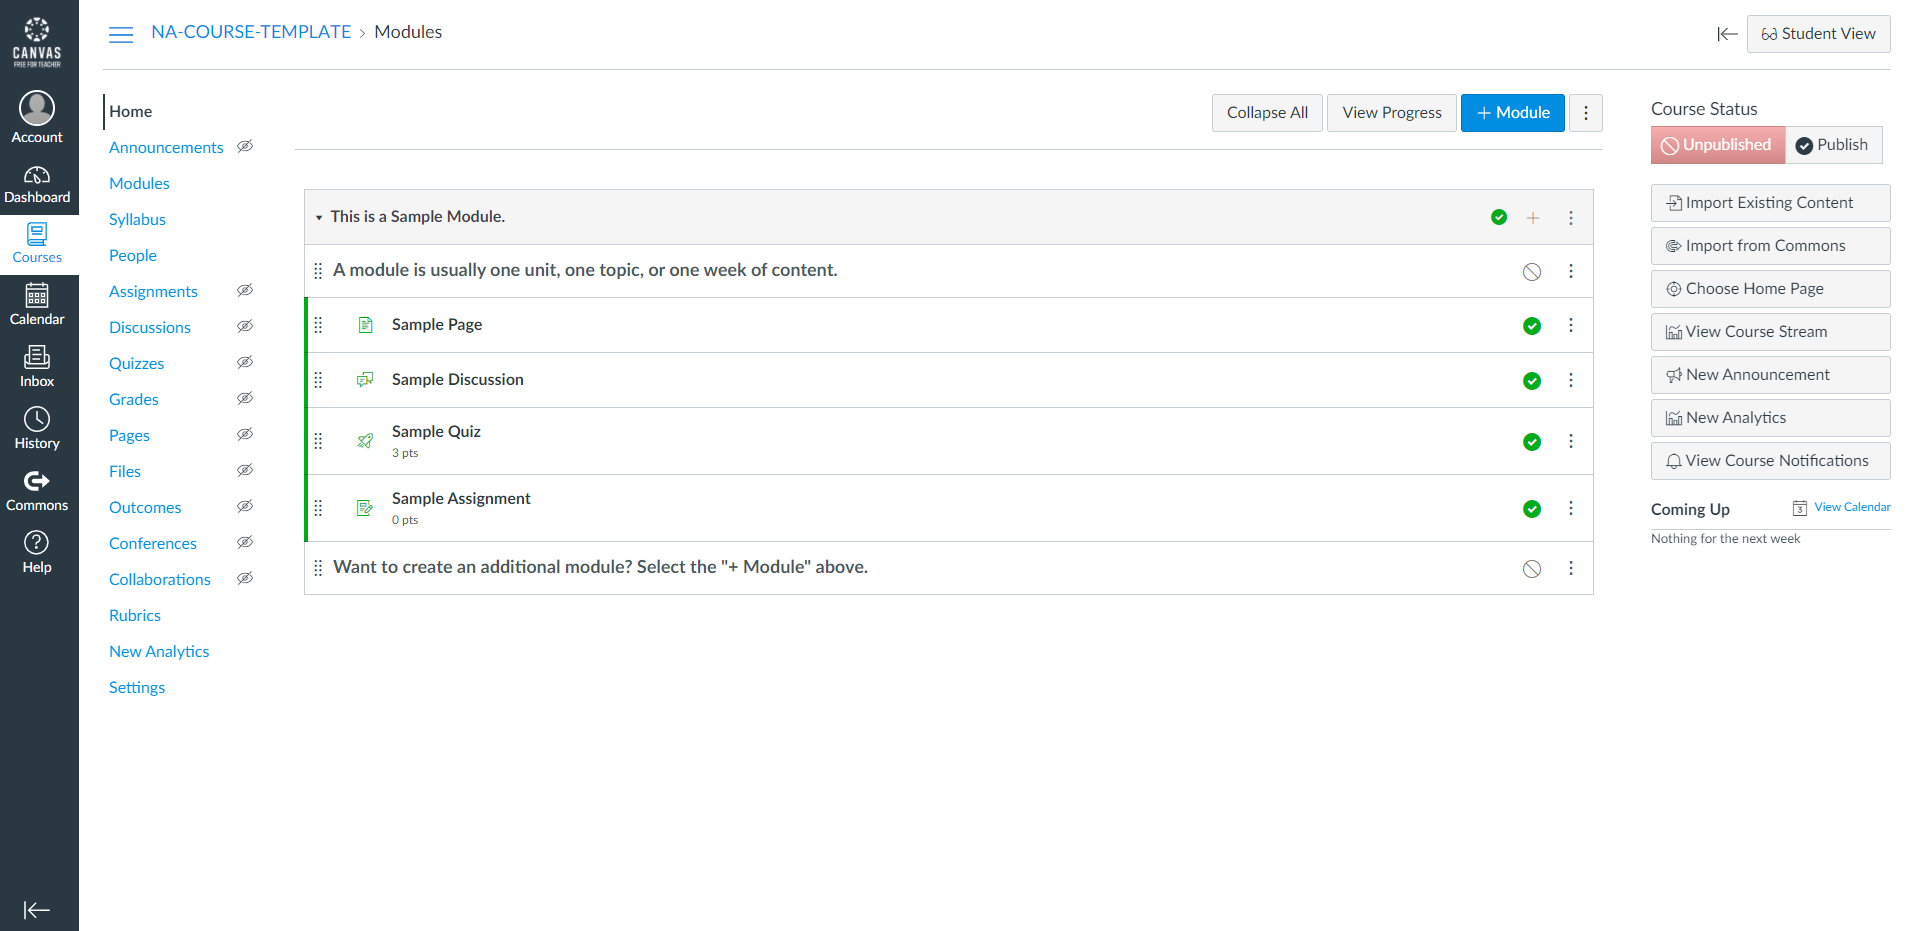 CANVAS
FREE FOR TEACHER
Account
Dashboard
Courses
Calendar
Inbox
History
Commons
Help
NA-COURSE-TEMPLATE > Modules
Student View
Home
Announcements
Modules
Syllabus
People
Assignments
Discussions
Quizzes
Grades
Pages
Files
Outcomes
Conferences
Collaborations
Rubrics
New Analytics
Settings
Collapse All
View Progress
+ Module
This is a Sample Module.
A module is usually one unit, one topic, or one week of content.
Sample Page
Sample Discussion
Sample Quiz
3 pts
Sample Assignment
0 pts
Want to create an additional module? Select the "+ Module" above.
Course Status
Unpublished
Publish
Import Existing Content
Import from Commons
Choose Home Page
View Course Stream
New Announcement
New Analytics
View Course Notifications
Coming Up
3
View Calendar
Nothing for the next week